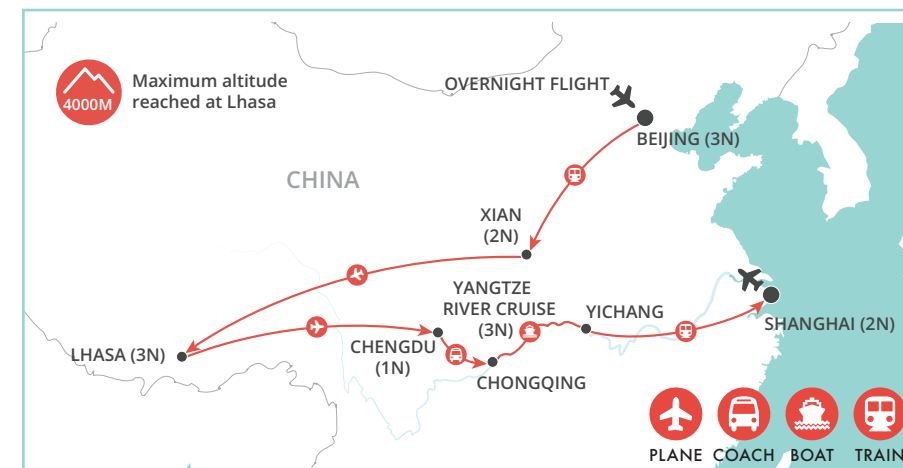 4000M
Maximum altitude
reached at Lhasa
OVERNIGHT FLIGHT
BEIJING (3N)
CHINA
XIAN
(2N)
YANGTZE
RIVER CRUISE
(3N)
YICHANG
SHANGHAI (2N)
LHASA (3N)
CHENGDU
(1N)
CHONGQING
PLANE COACH BOAT TRAIN